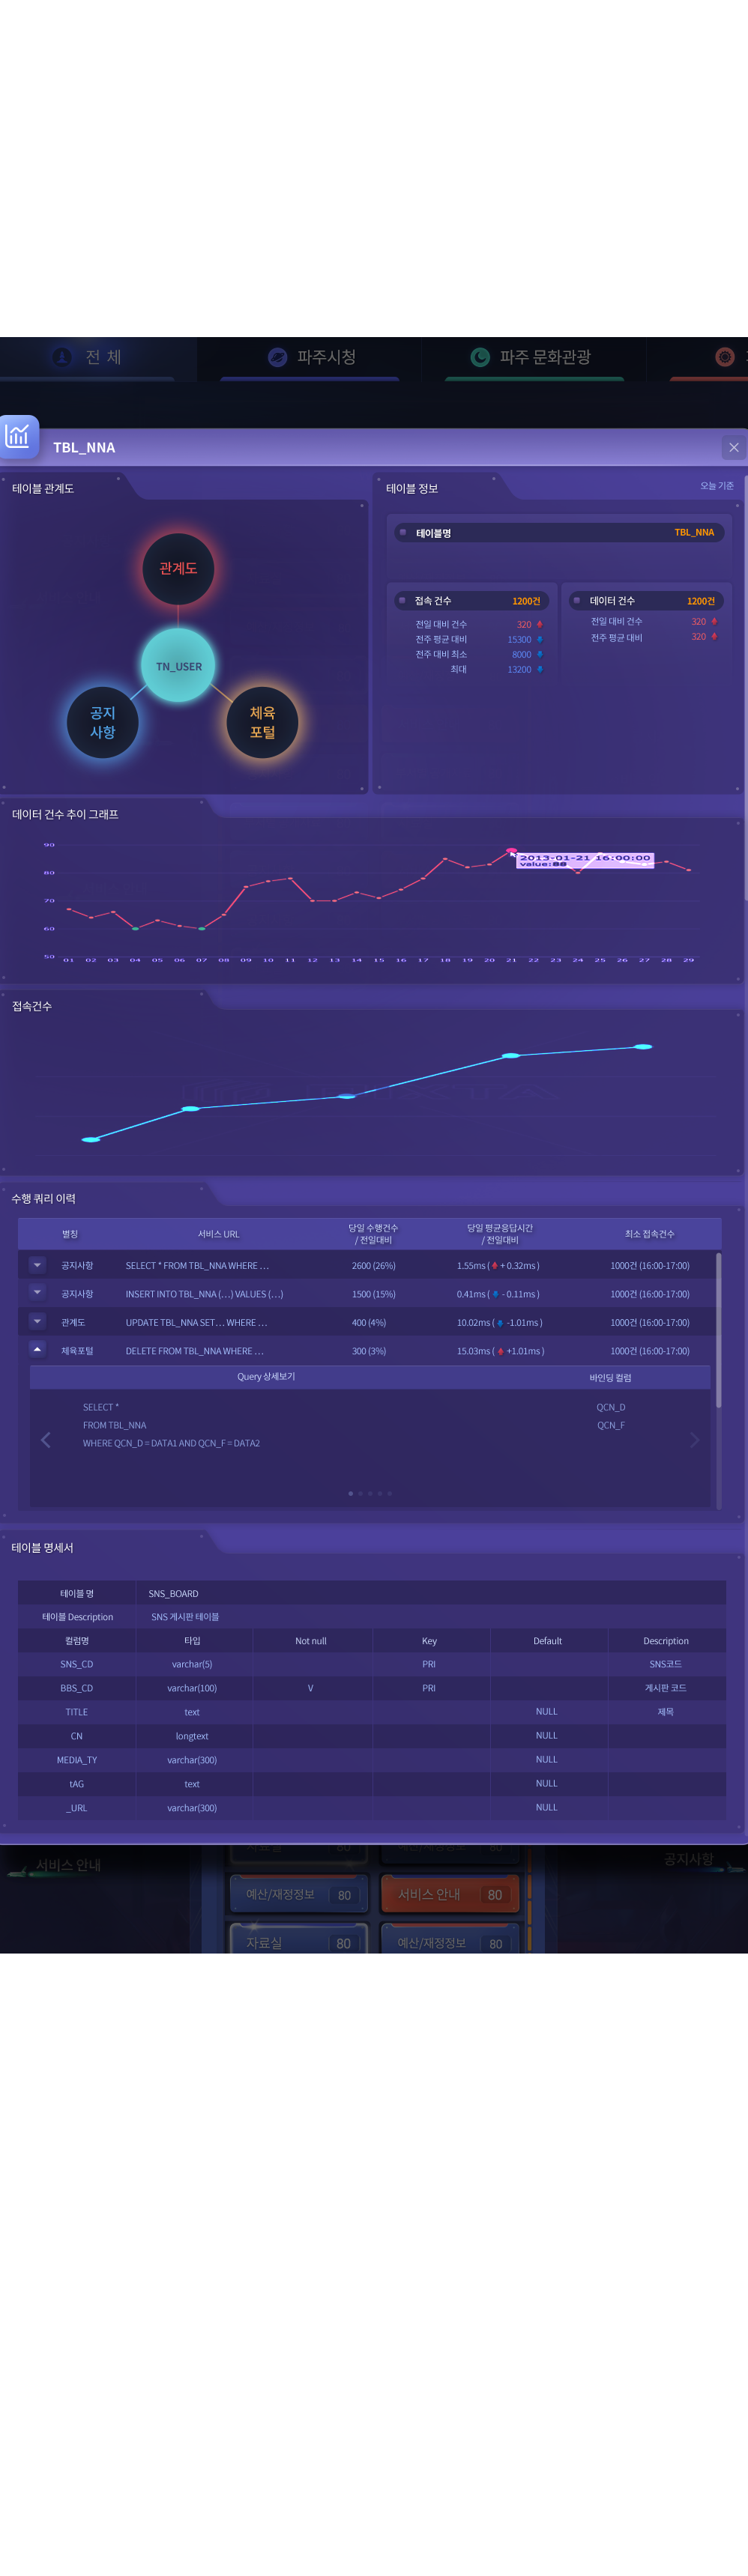 전 체
파주시청
파주 문화관광
TBL_NNA
테이블 관계도
관계도
TN_USER
공지
사항
체육
포털
테이블 정보
오늘 기준
테이블명 TBL_NNA
접속 건수 1200건
전일 대비 건수 320
전주 평균 대비 15300
전주 대비 최소 8000
최대 13200
데이터 건수 1200건
전일 대비 건수 320
전주 평균 대비 320
데이터 건수 추이 그래프
90
80
70
60
50
2013-01-21 16:00:00
value:88
01 02 03 04 05 06 07 08 09 10 11 12 13 14 15 16 17 18 19 20 21 22 23 24 25 26 27 28 29
접속건수
수행 쿼리 이력
별칭 서비스 URL 당일 수행건수 / 전일대비 당일 평균응답시간 / 전일대비 최소 접속건수
공지사항 SELECT * FROM TBL_NNA WHERE ... 2600 (26%) 1.55ms ( + 0.32ms ) 1000건 (16:00-17:00)
공지사항 INSERT INTO TBL_NNA (...) VALUES (...) 1500 (15%) 0.41ms ( - 0.11ms ) 1000건 (16:00-17:00)
관계도 UPDATE TBL_NNA SET... WHERE ... 400 (4%) 10.02ms ( -1.01ms ) 1000건 (16:00-17:00)
체육포털 DELETE FROM TBL_NNA WHERE ... 300 (3%) 15.03ms ( +1.01ms ) 1000건 (16:00-17:00)
Query 상세보기 바인딩 컬럼
SELECT * QCN_D
FROM TBL_NNA QCN_F
WHERE QCN_D = DATA1 AND QCN_F = DATA2
테이블 명세서
테이블 명 SNS_BOARD
테이블 Description SNS 게시판 테이블
컬럼명 타입 Not null Key Default Description
SNS_CD varchar(5) PRI SNS코드
BBS_CD varchar(100) V PRI 게시판 코드
TITLE text NULL 제목
CN longtext NULL
MEDIA_TY varchar(300) NULL
tAG text NULL
_URL varchar(300) NULL
서비스 안내
자료실 80
예산/재정정보 80
공지사항
예산/재정정보 80
서비스 안내 80
자료실 80
예산/재정정보 80